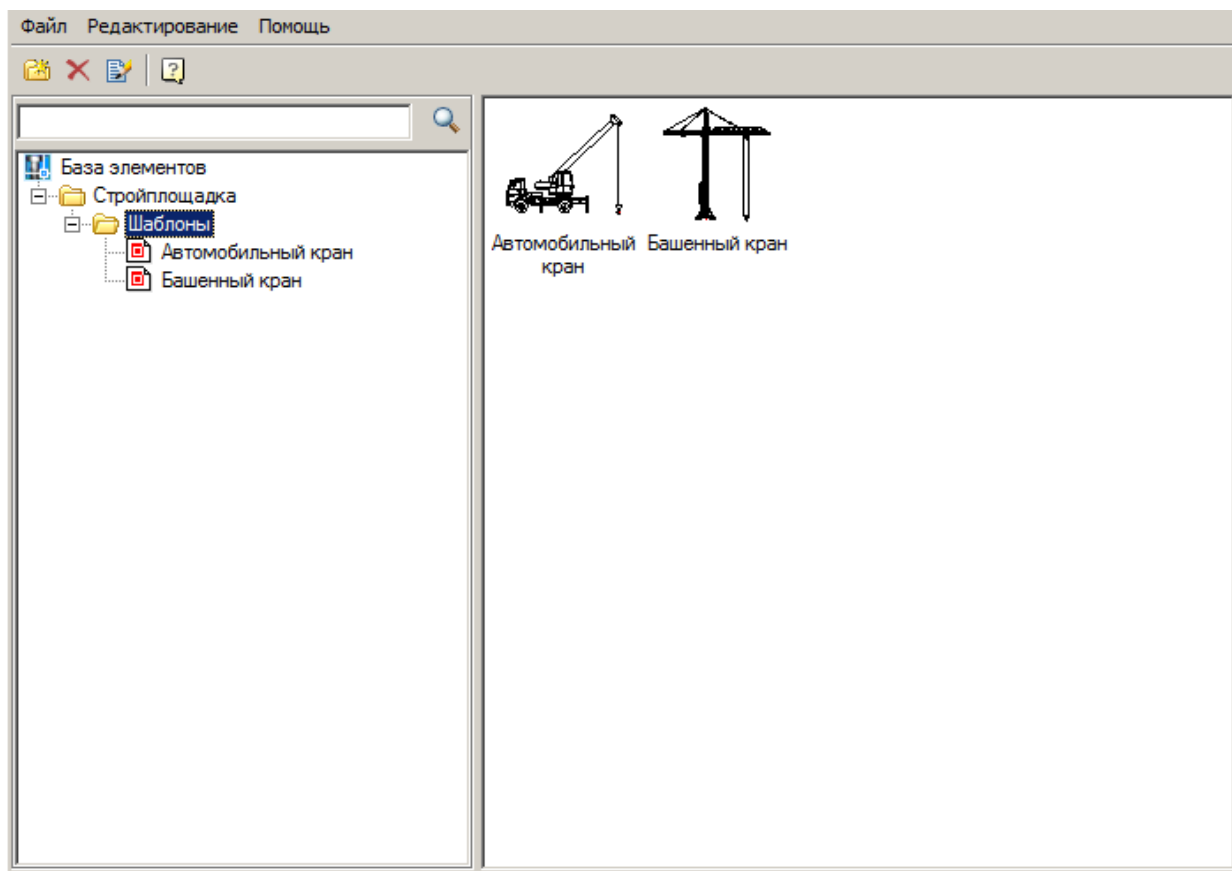 Файл Редактирование Помощь
База элементов
Стройплощадка
Шаблоны
Автомобильный кран
Башенный кран
Автомобильный
кран
Башенный кран